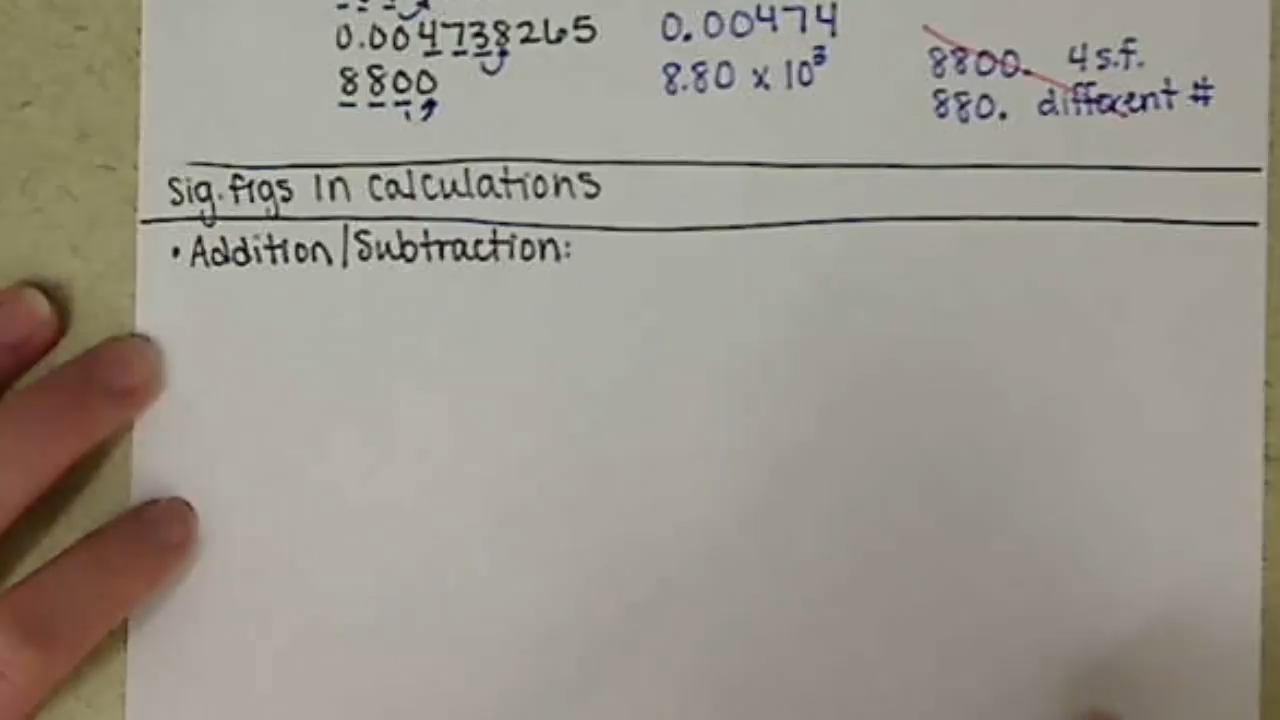 0.004738265 0.00474
8800. 4 s.f.
8800 8.80 x 10³
880. different #
Sig. figs in calculations
• Addition/Subtraction: